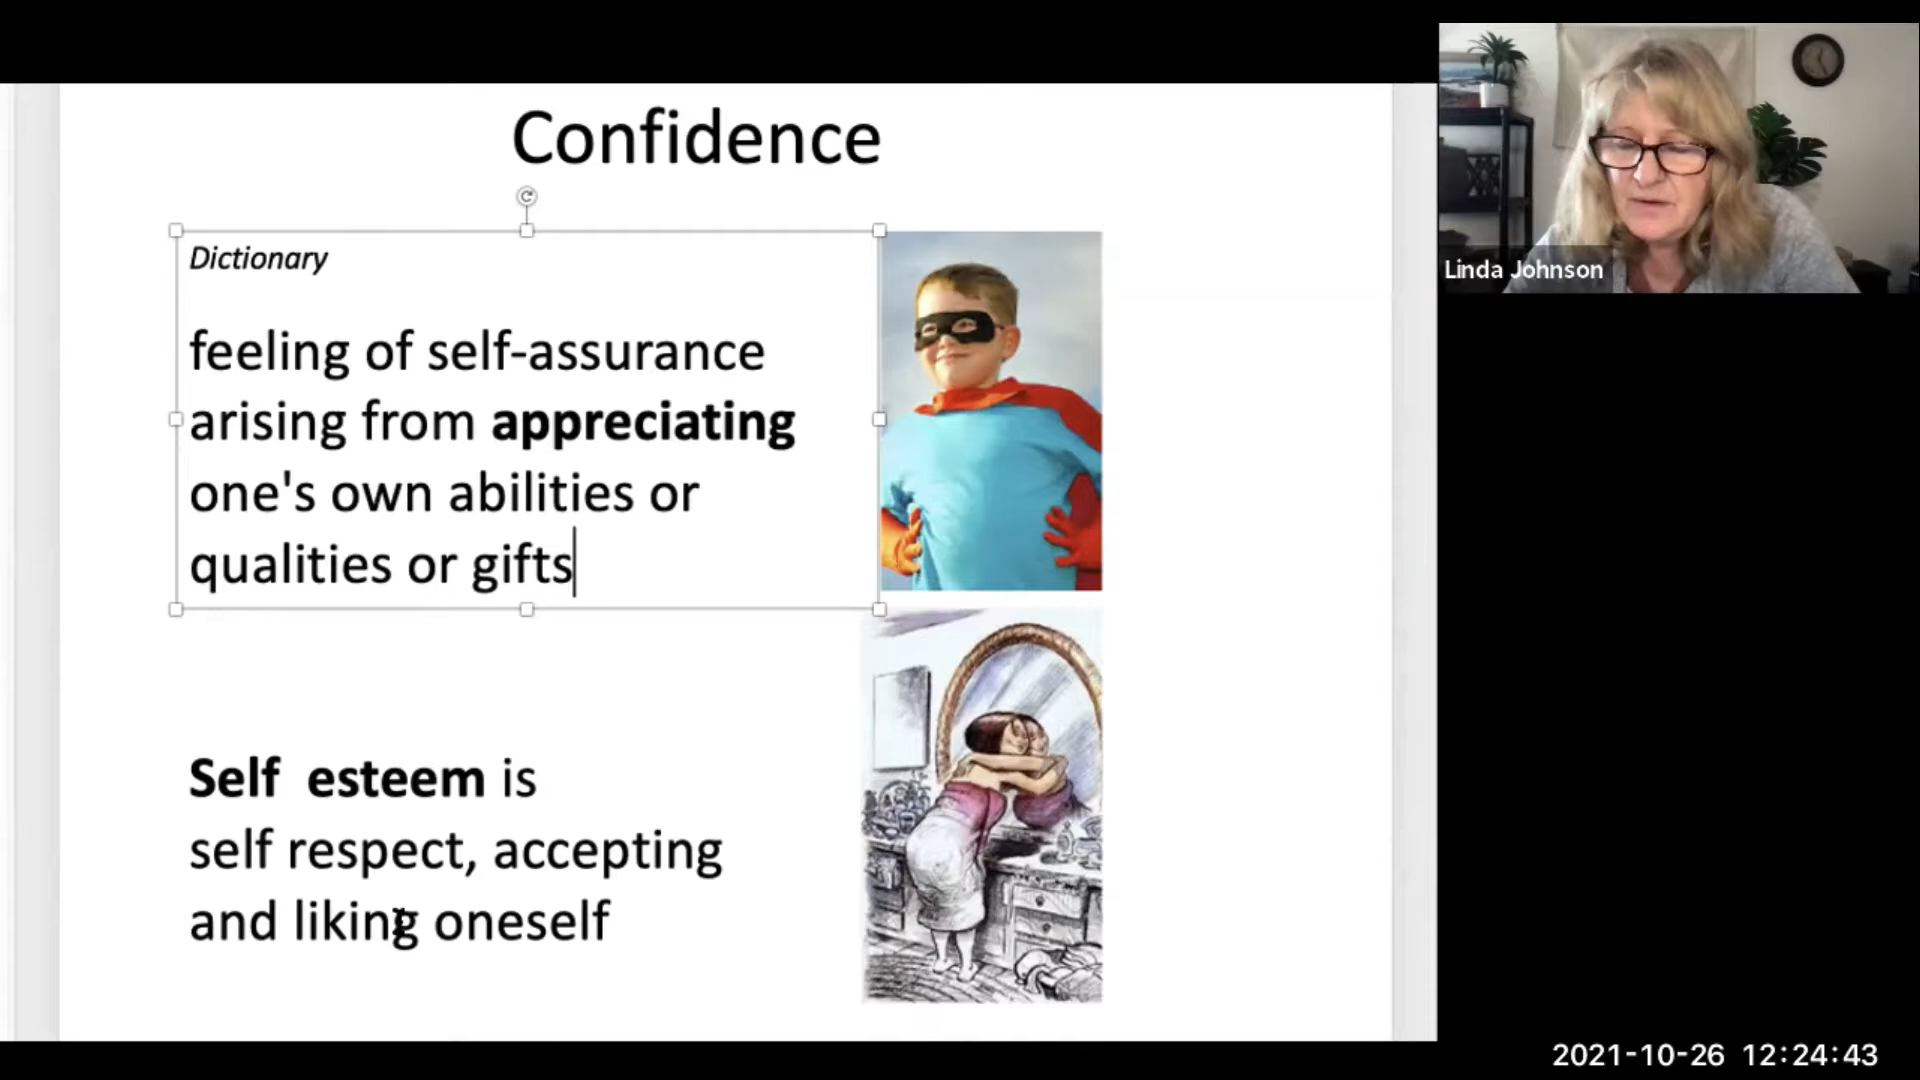 Confidence
Dictionary
feeling of self-assurance
arising from appreciating
one's own abilities or
qualities or gifts
Self esteem is
self respect, accepting
and liking oneself
Linda Johnson
2021-10-26 12:24:43